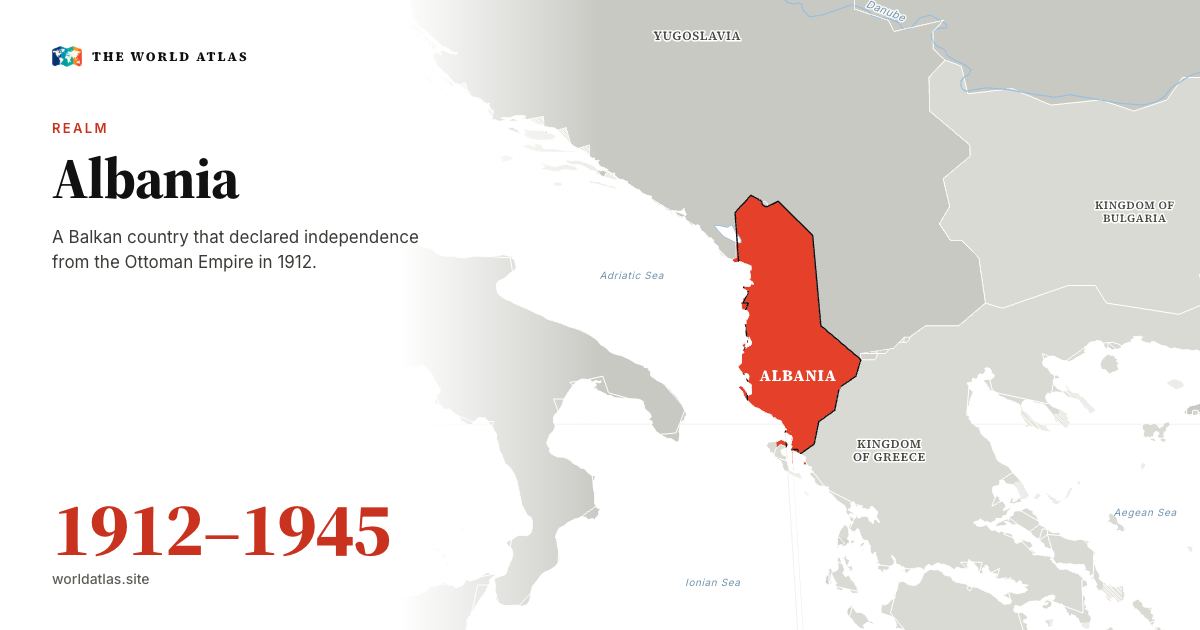 THE WORLD ATLAS
REALM
Albania
A Balkan country that declared independence
from the Ottoman Empire in 1912.
1912–1945
worldatlas.site
Danube
YUGOSLAVIA
KINGDOM OF
BULGARIA
Adriatic Sea
ALBANIA
KINGDOM
OF GREECE
Aegean Sea
Ionian Sea